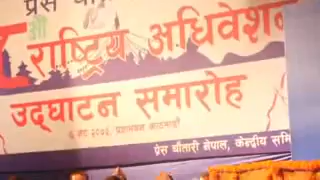 प्रेस चौ
औं
राष्ट्रिय अधिवेशन
उद्घाटन समारोह
प्रेस चौतारी नेपाल, केन्द्रीय समि